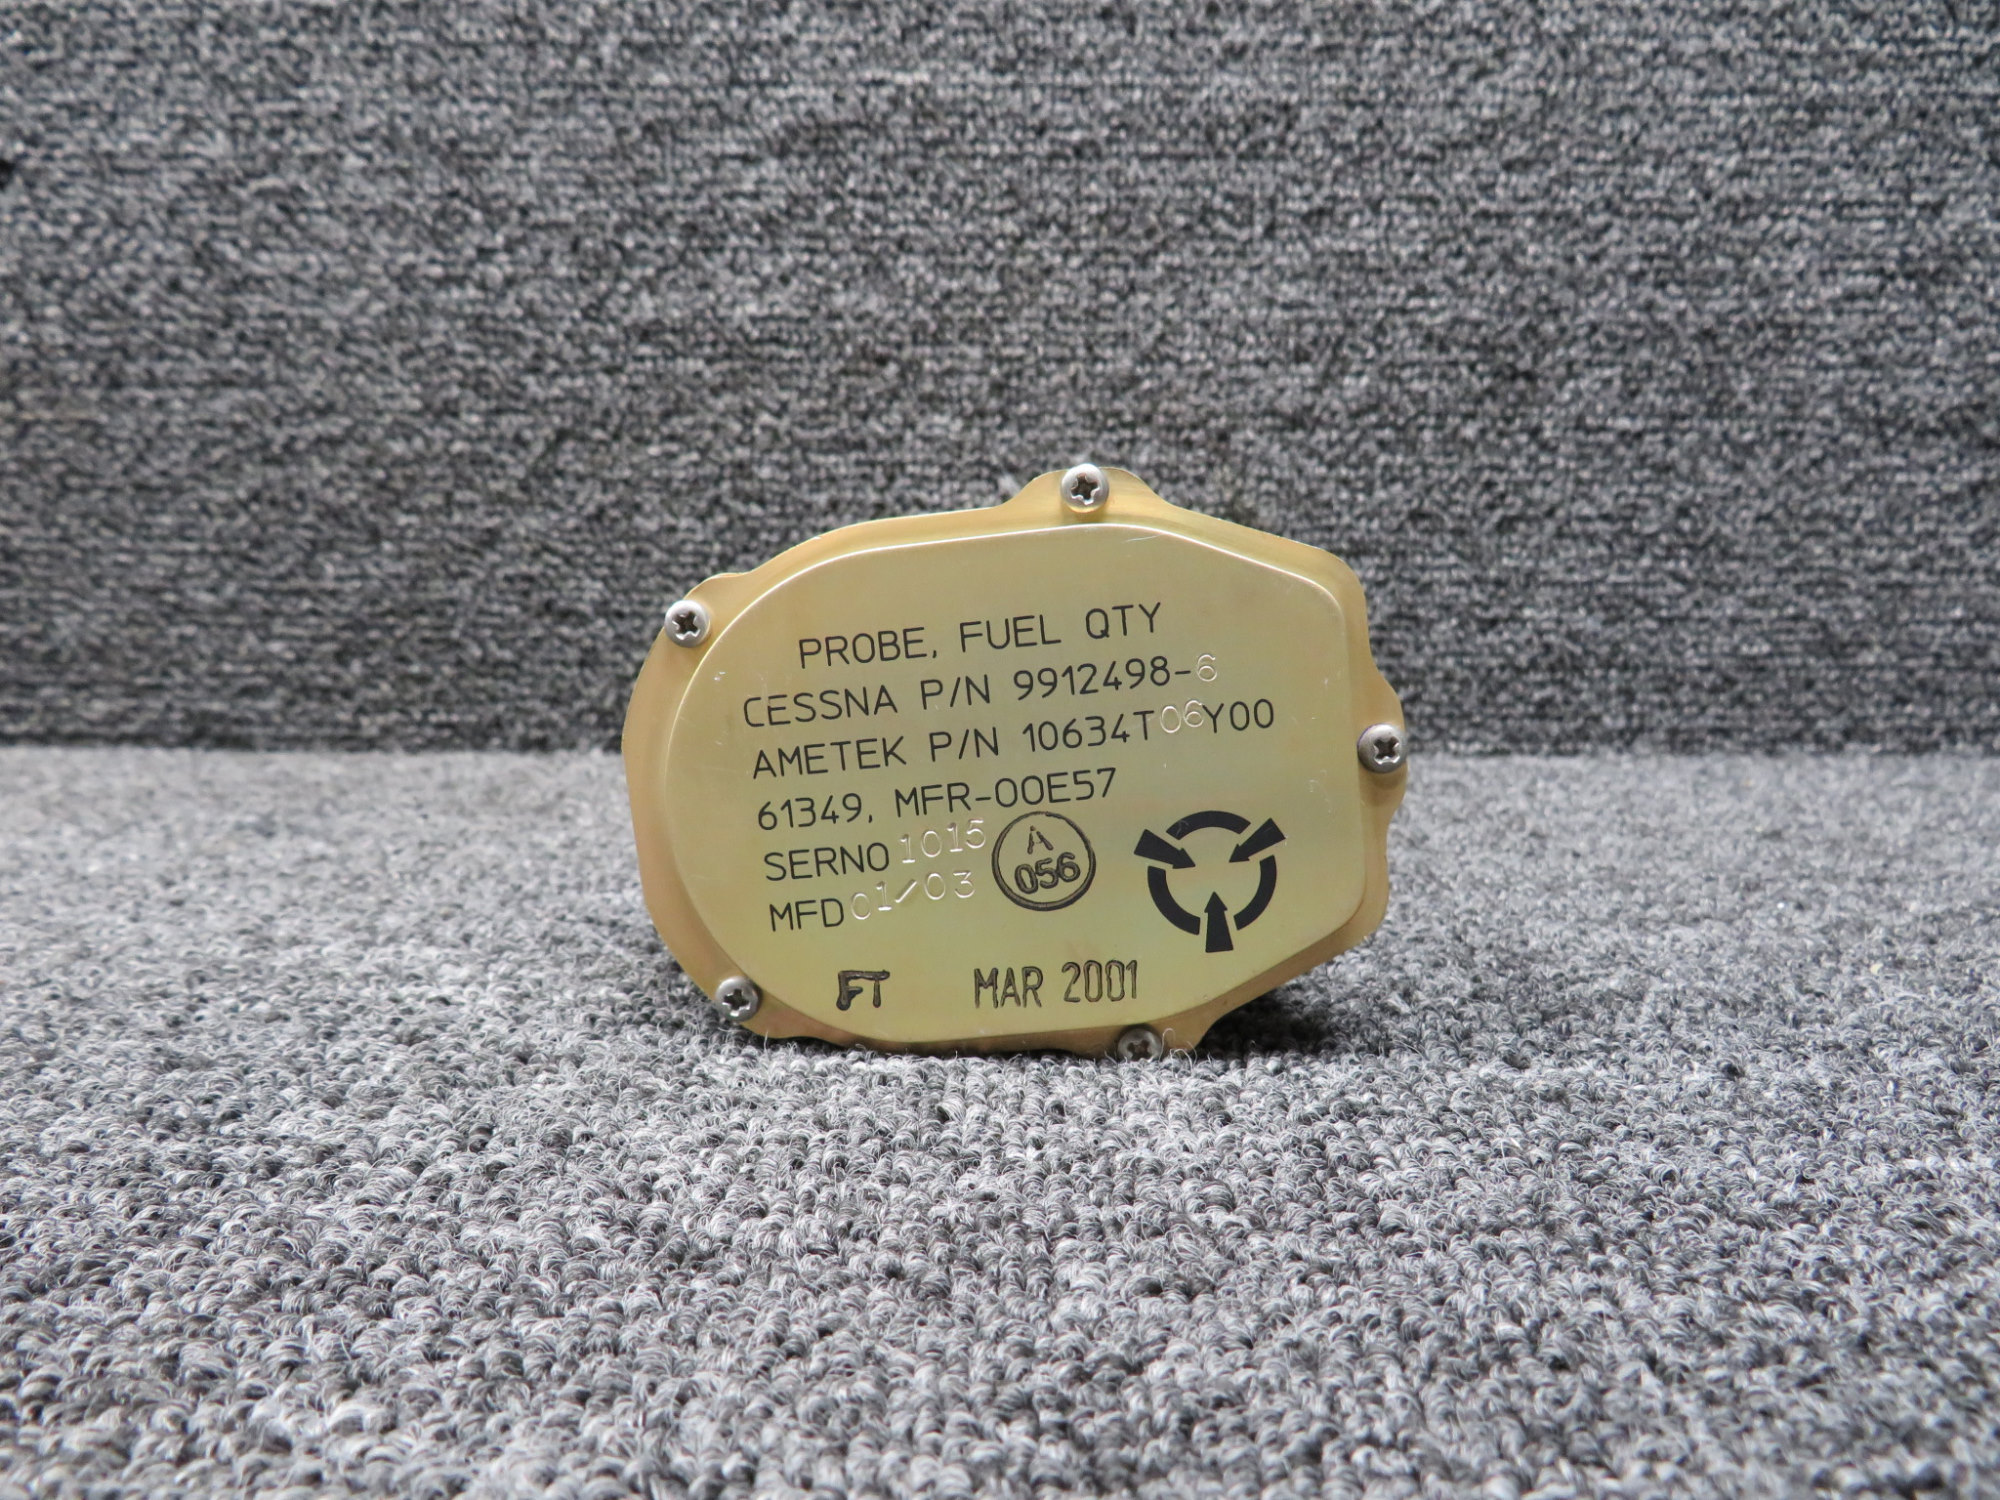 PROBE, FUEL QTY
CESSNA P/N 9912498-6
AMETEK P/N 10634T06Y00
61349, MFR-00E57
SERNO 1015
MFD 01/03
A
056
FT MAR 2001